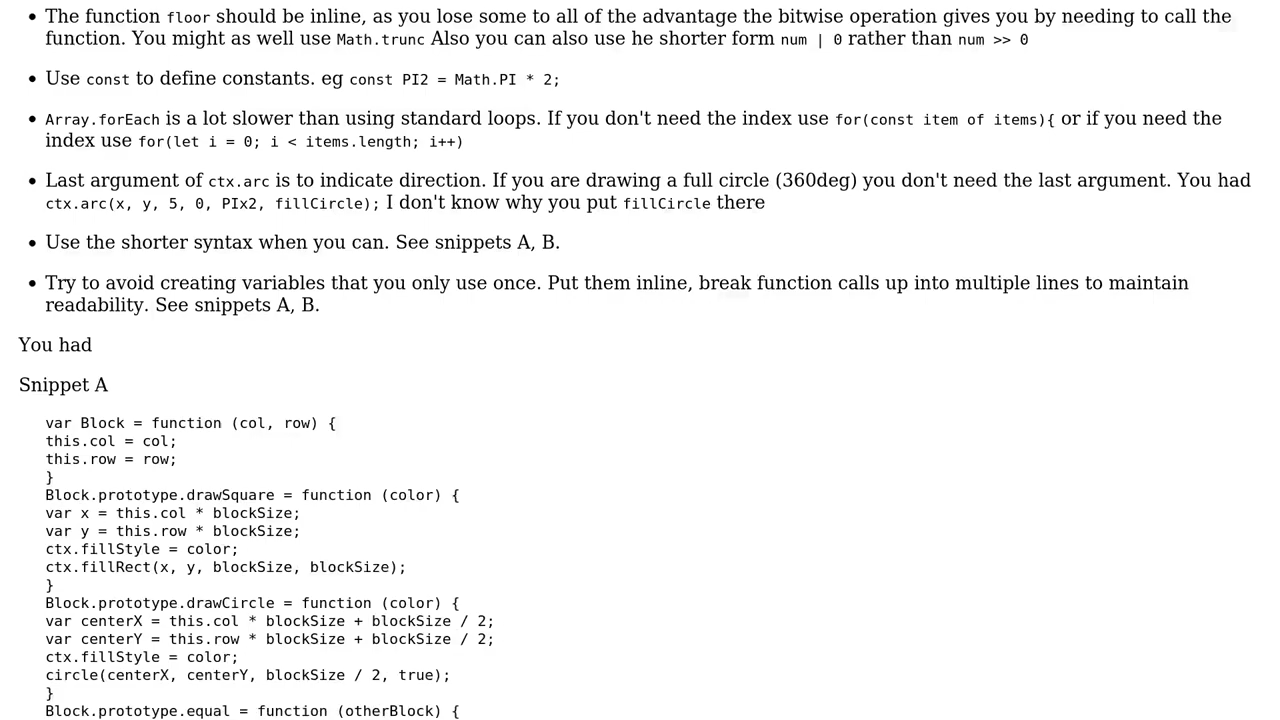 • The function floor should be inline, as you lose some to all of the advantage the bitwise operation gives you by needing to call the
function. You might as well use Math.trunc Also you can also use he shorter form num | 0 rather than num >> 0
• Use const to define constants. eg const PI2 = Math.PI * 2;
• Array.forEach is a lot slower than using standard loops. If you don't need the index use for(const item of items){ or if you need the
index use for(let i = 0; i < items.length; i++)
• Last argument of ctx.arc is to indicate direction. If you are drawing a full circle (360deg) you don't need the last argument. You had
ctx.arc(x, y, 5, 0, PIx2, fillCircle); I don't know why you put fillCircle there
• Use the shorter syntax when you can. See snippets A, B.
• Try to avoid creating variables that you only use once. Put them inline, break function calls up into multiple lines to maintain
readability. See snippets A, B.
You had
Snippet A
var Block = function (col, row) {
this.col = col;
this.row = row;
}
Block.prototype.drawSquare = function (color) {
var x = this.col * blockSize;
var y = this.row * blockSize;
ctx.fillStyle = color;
ctx.fillRect(x, y, blockSize, blockSize);
}
Block.prototype.drawCircle = function (color) {
var centerX = this.col * blockSize + blockSize / 2;
var centerY = this.row * blockSize + blockSize / 2;
ctx.fillStyle = color;
circle(centerX, centerY, blockSize / 2, true);
}
Block.prototype.equal = function (otherBlock) {